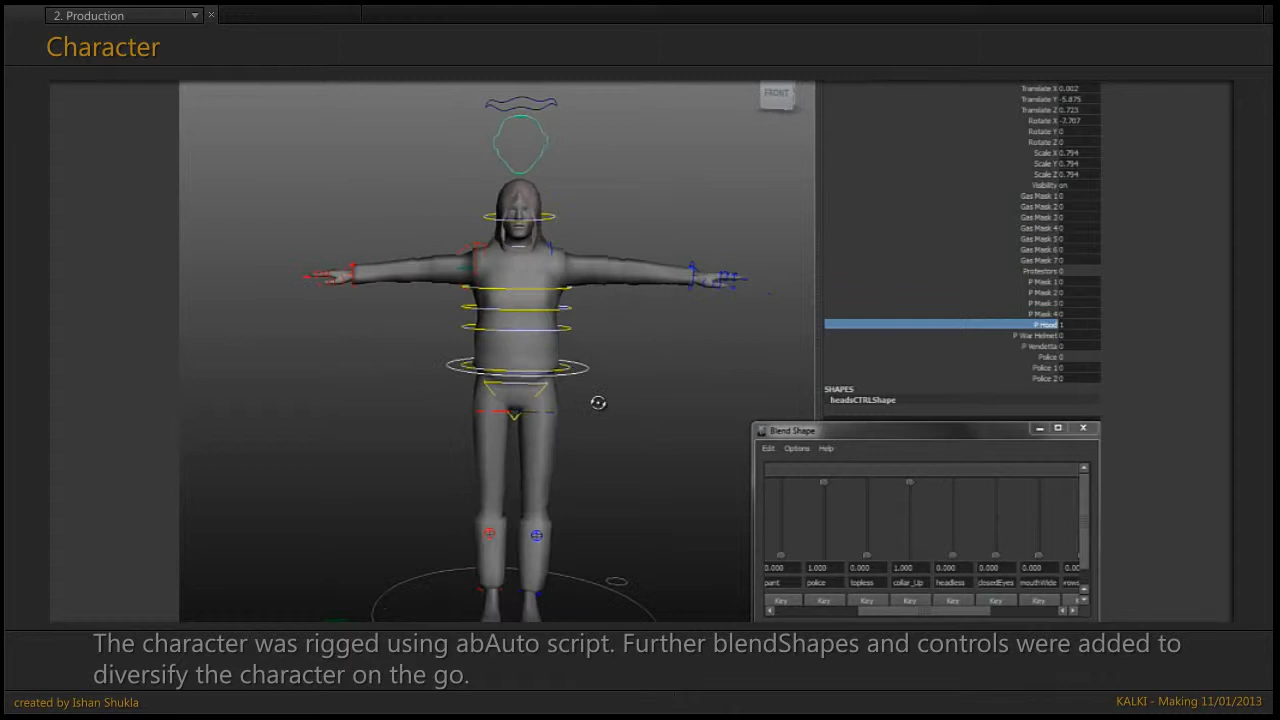 2. Production
Character
FRONT
Translate X 0.002
Translate Y -5.875
Translate Z 0.723
Rotate X -7.707
Rotate Y 0
Rotate Z 0
Scale X 0.794
Scale Y 0.794
Scale Z 0.794
Visibility on
Gas Mask 1 0
Gas Mask 2 0
Gas Mask 3 0
Gas Mask 4 0
Gas Mask 5 0
Gas Mask 6 0
Gas Mask 7 0
Protestors 0
P Mask 1 0
P Mask 2 0
P Mask 3 0
P Mask 4 0
P Hood 1
P War Helmet 0
P Vendetta 0
Police 0
Police 1 0
Police 2 0
SHAPES
headsCTRLShape
Blend Shape
Edit Options Help
0.000 1.000 0.000 1.000 0.000 0.000 0.000 0.00
pant police topless collar_Up headless closedEyes mouthWide
Key Key Key Key Key Key Key
The character was rigged using abAuto script. Further blendShapes and controls were added to
diversify the character on the go.
created by Ishan Shukla
KALKI - Making 11/01/2013